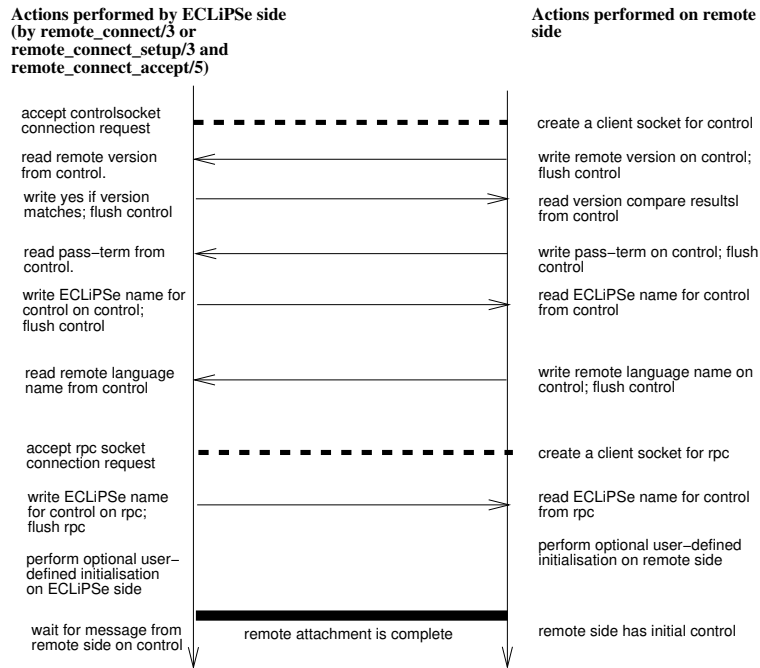 Actions performed by ECLiPSe side
(by remote_connect/3 or
remote_connect_setup/3 and
remote_connect_accept/5)
Actions performed on remote
side
accept controlsocket
connection request
create a client socket for control
read remote version
from control.
write remote version on control;
flush control
write yes if version
matches; flush control
read version compare resultsl
from control
read pass−term from
control.
write pass−term on control; flush
control
write ECLiPSe name for
control on control;
flush control
read ECLiPSe name for control
from control
read remote language
name from control
write remote language name on
control; flush control
accept rpc socket
connection request
create a client socket for rpc
write ECLiPSe name
for control on rpc;
flush rpc
read ECLiPSe name for control
from rpc
perform optional user−
defined initialisation
on ECLiPSe side
perform optional user−defined
initialisation on remote side
wait for message from
remote side on control
remote attachment is complete
remote side has initial control